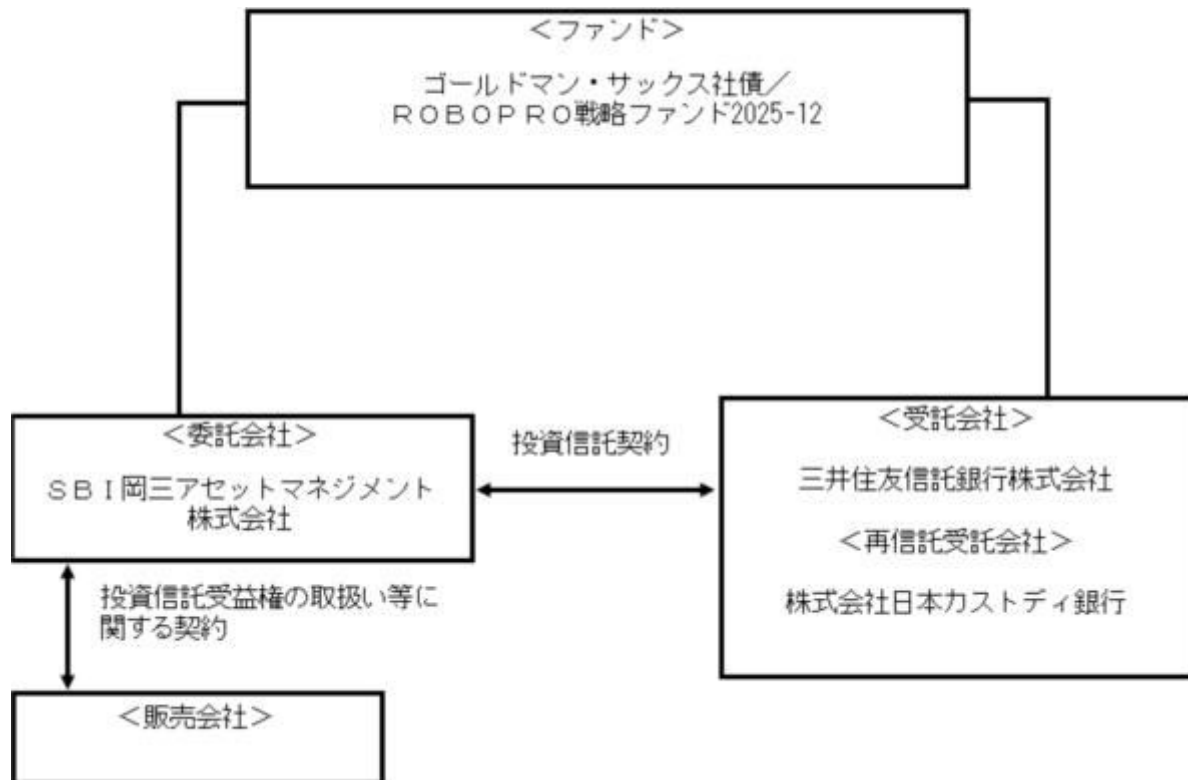 ＜ファンド＞
ゴールドマン・サックス社債／
ＲＯＢＯＰＲＯ戦略ファンド2025-12
＜委託会社＞
ＳＢＩ岡三アセットマネジメント
株式会社
投資信託契約
＜受託会社＞
三井住友信託銀行株式会社
＜再信託受託会社＞
株式会社日本カストディ銀行
投資信託受益権の取扱い等に
関する契約
＜販売会社＞